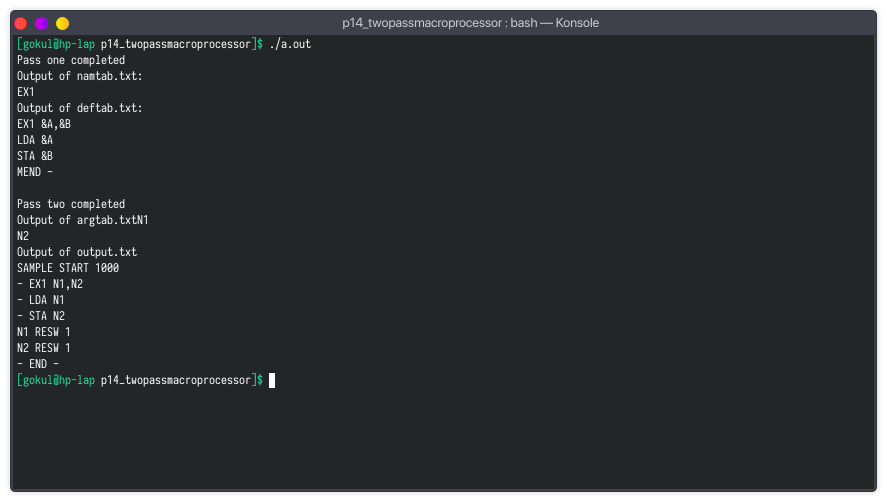 p14_twopassmacroprocessor : bash — Konsole
[gokul@hp-lap p14_twopassmacroprocessor]$ ./a.out
Pass one completed
Output of namtab.txt:
EX1
Output of deftab.txt:
EX1 &A,&B
LDA &A
STA &B
MEND -
Pass two completed
Output of argtab.txtN1
N2
Output of output.txt
SAMPLE START 1000
- EX1 N1,N2
- LDA N1
- STA N2
N1 RESW 1
N2 RESW 1
- END -
[gokul@hp-lap p14_twopassmacroprocessor]$